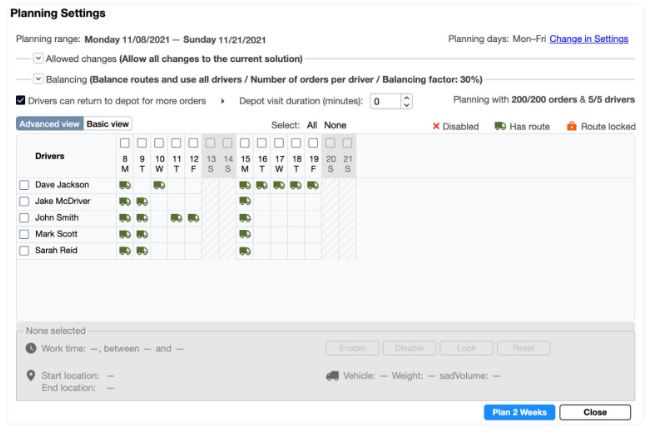 Planning Settings
Planning range: Monday 11/08/2021 — Sunday 11/21/2021 Planning days: Mon–Fri Change in Settings
Allowed changes (Allow all changes to the current solution)
Balancing (Balance routes and use all drivers / Number of orders per driver / Balancing factor: 30%)
Drivers can return to depot for more orders Depot visit duration (minutes): 0 Planning with 200/200 orders & 5/5 drivers
Advanced view Basic view Select: All None Disabled Has route Route locked
Drivers 8 9 10 11 12 13 14 15 16 17 18 19 20 21
M T W T F S S M T W T F S S
Dave Jackson
Jake McDriver
John Smith
Mark Scott
Sarah Reid
None selected
Work time: —, between — and — Enable Disable Lock Reset
Start location: — Vehicle: — Weight: — sadVolume: —
End location: —
Plan 2 Weeks Close